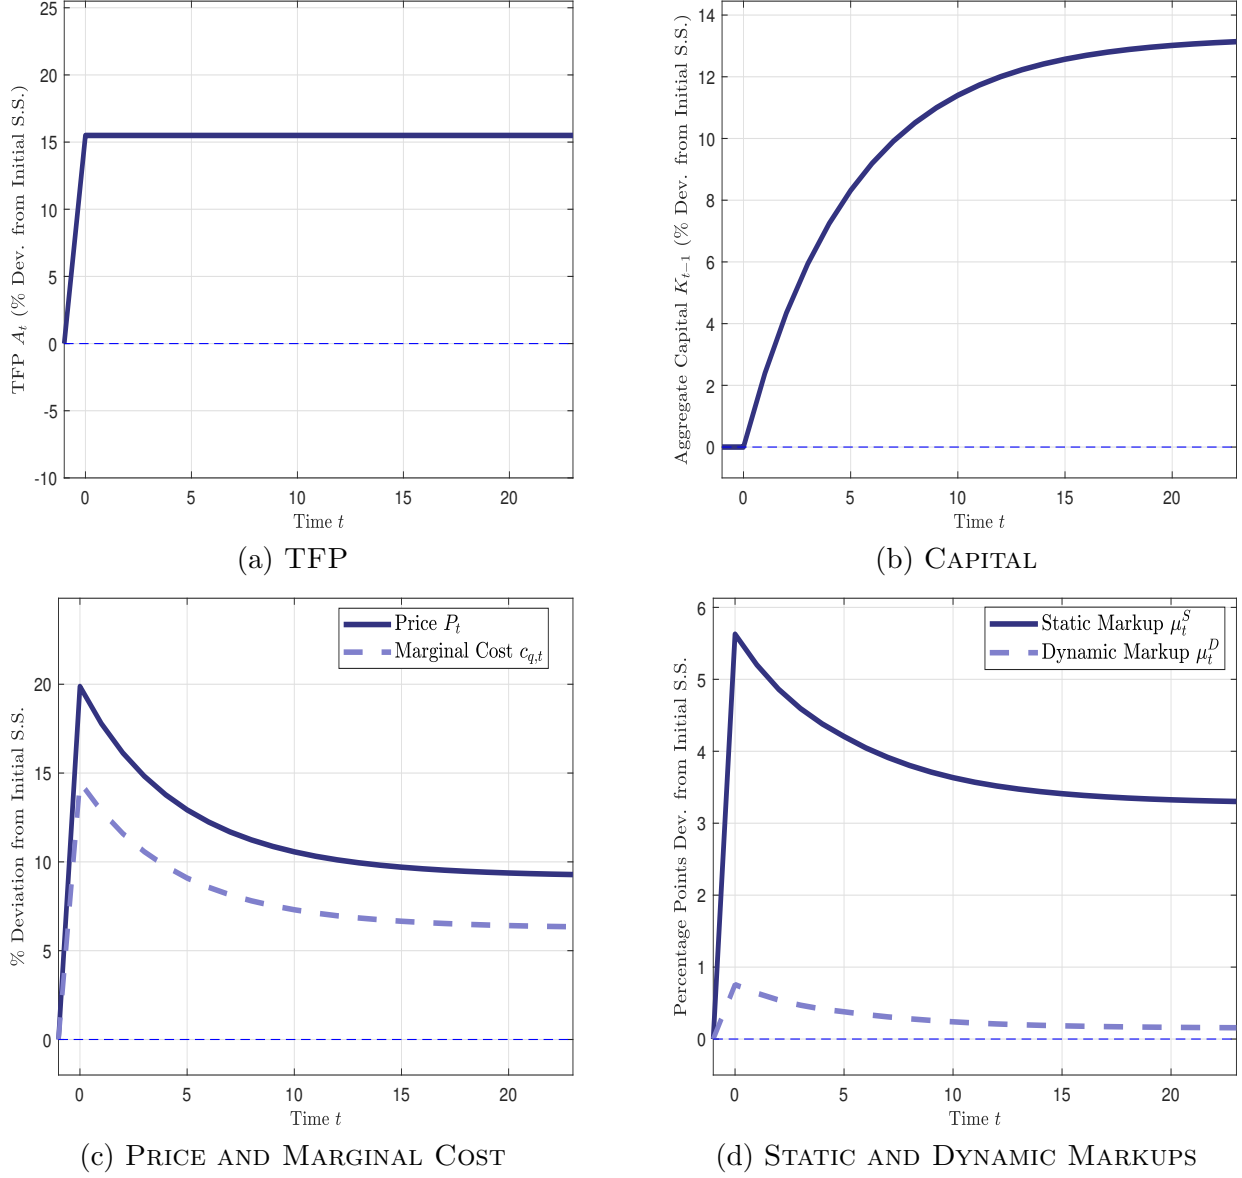 TFP A_t (% Dev. from Initial S.S.)
25
20
15
10
5
0
-5
-10
0 5 10 15 20
Time t
(a) TFP
Aggregate Capital K_{t-1} (% Dev. from Initial S.S.)
14
12
10
8
6
4
2
0
0 5 10 15 20
Time t
(b) CAPITAL
% Deviation from Initial S.S.
Price P_t
Marginal Cost c_{q,t}
20
15
10
5
0
0 5 10 15 20
Time t
(c) PRICE AND MARGINAL COST
Percentage Points Dev. from Initial S.S.
Static Markup μ_t^S
Dynamic Markup μ_t^D
6
5
4
3
2
1
0
0 5 10 15 20
Time t
(d) STATIC AND DYNAMIC MARKUPS